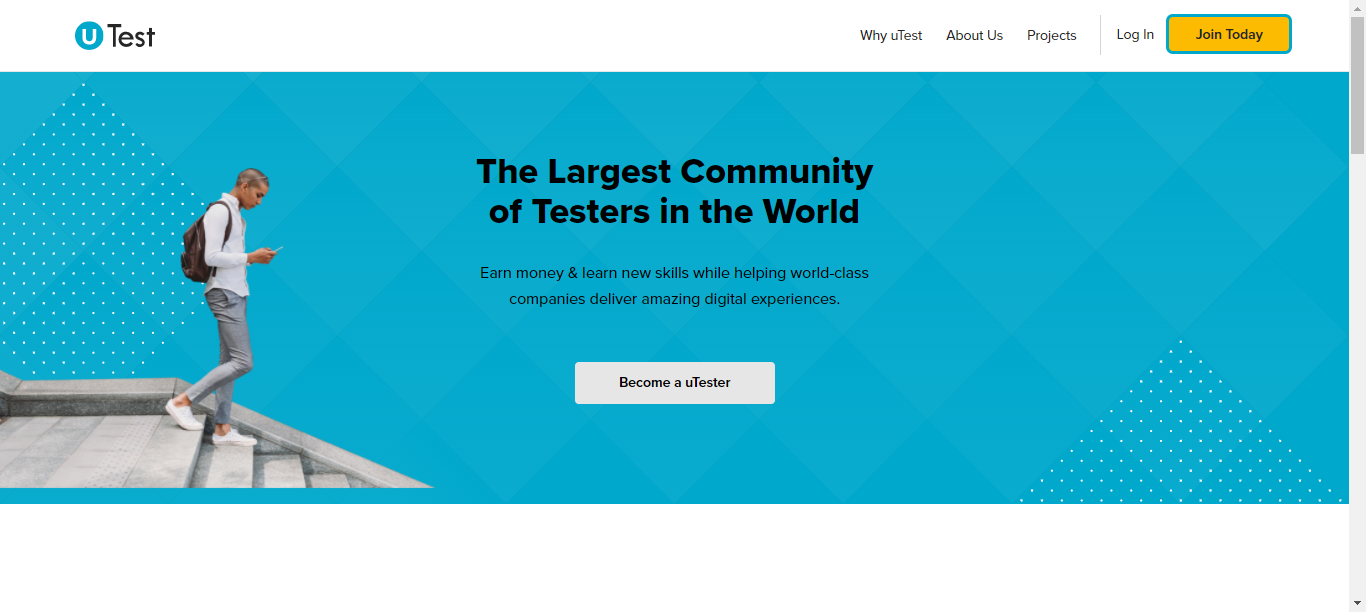 uTest
Why uTest
About Us
Projects
Log In
Join Today
The Largest Community
of Testers in the World
Earn money & learn new skills while helping world-class
companies deliver amazing digital experiences.
Become a uTester